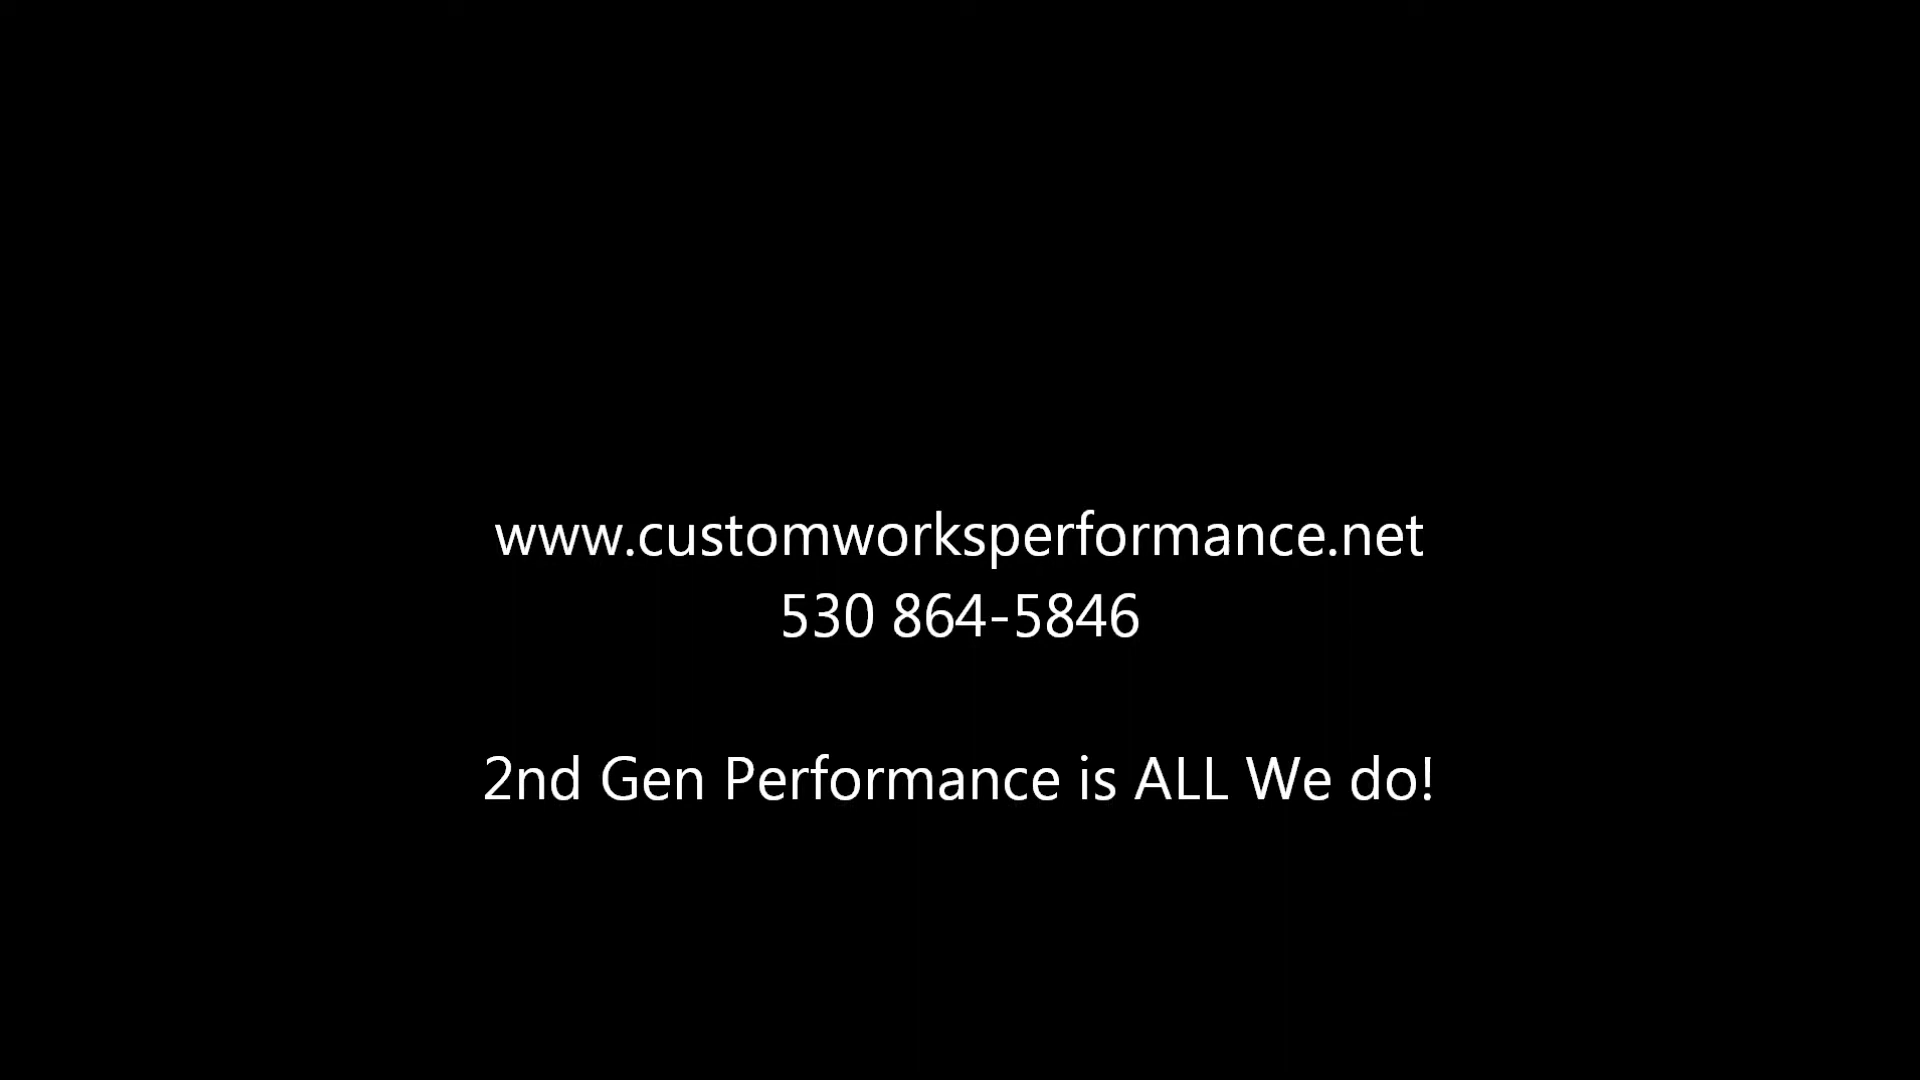 www.customworksperformance.net
530 864-5846
2nd Gen Performance is ALL We do!